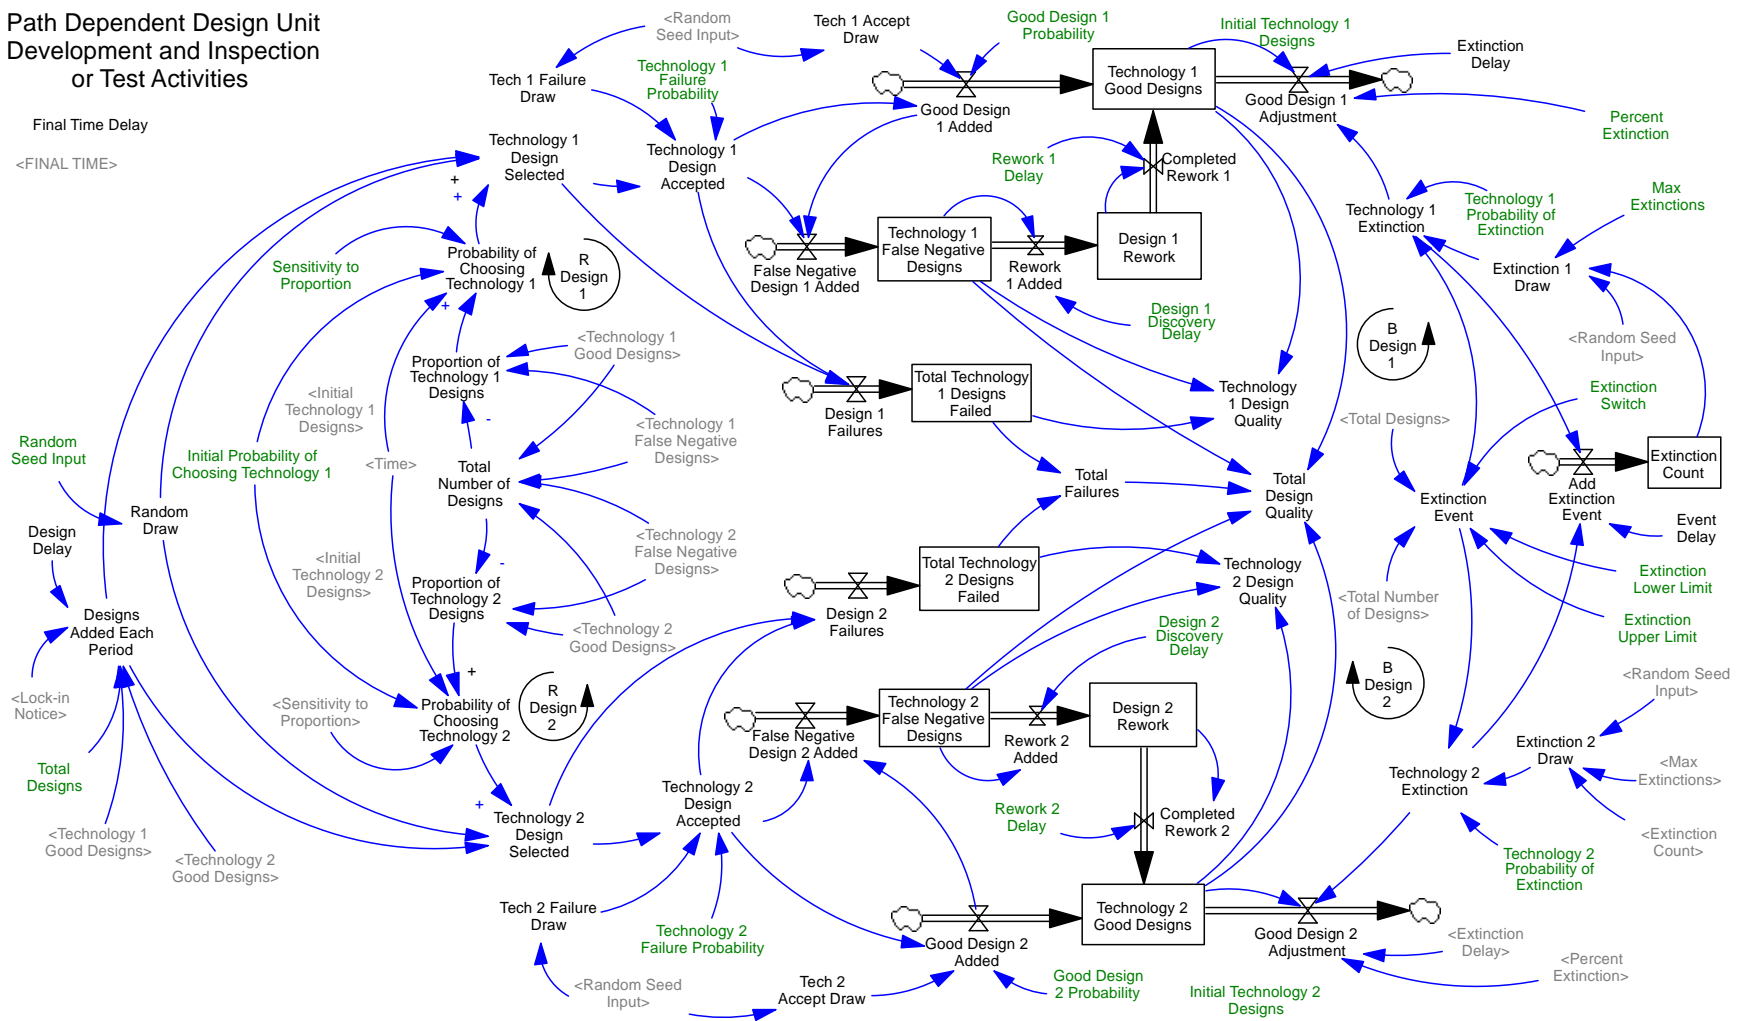 Path Dependent Design Unit
Development and Inspection
or Test Activities
Final Time Delay
<FINAL TIME>
<Random
Seed Input>
Tech 1 Accept
Draw
Good Design 1
Probability
Initial Technology 1
Designs
Extinction
Delay
Tech 1 Failure
Draw
Technology 1
Failure
Probability
Technology 1
Good Designs
Good Design 1
Added
Good Design 1
Adjustment
Percent
Extinction
Technology 1
Design
Selected
Technology 1
Design
Accepted
Rework 1
Delay
Completed
Rework 1
+
+
Technology 1
Extinction
Technology 1
Probability of
Extinction
Max
Extinctions
Sensitivity to
Proportion
Probability of
Choosing
Technology 1
+
R
Design
1
False Negative
Design 1 Added
Technology 1
False Negative
Designs
Rework
1 Added
Design 1
Rework
Extinction 1
Draw
Design 1
Discovery
Delay
B
Design
1
<Random Seed
Input>
Proportion of
Technology 1
Designs
<Technology 1
Good Designs>
-
Design 1
Failures
Total Technology
1 Designs
Failed
Technology
1 Design
Quality
Extinction
Switch
<Total Designs>
<Initial
Technology 1
Designs>
<Technology 1
False Negative
Designs>
Random
Seed Input
Initial Probability of
Choosing Technology 1
<Time>
Total
Number of
Designs
Total
Failures
Total
Design
Quality
Extinction
Event
Add
Extinction
Event
Extinction
Count
Design
Delay
Random
Draw
Event
Delay
<Initial
Technology 2
Designs>
<Technology 2
False Negative
Designs>
-
Proportion of
Technology 2
Designs
Design 2
Failures
Total Technology
2 Designs
Failed
Technology
2 Design
Quality
<Total Number
of Designs>
Extinction
Lower Limit
Extinction
Upper Limit
Designs
Added Each
Period
<Technology 2
Good Designs>
Design 2
Discovery
Delay
+
<Lock-in
Notice>
<Sensitivity to
Proportion>
Probability of
Choosing
Technology 2
R
Design
2
False Negative
Design 2 Added
Technology 2
False Negative
Designs
Rework 2
Added
Design 2
Rework
B
Design
2
<Random Seed
Input>
Extinction 2
Draw
<Max
Extinctions>
Total
Designs
Technology 2
Extinction
+
Technology 2
Design
Selected
Technology 2
Design
Accepted
Rework 2
Delay
Completed
Rework 2
<Extinction
Count>
<Technology 1
Good Designs>
<Technology 2
Good Designs>
Technology 2
Probability of
Extinction
Tech 2 Failure
Draw
Technology 2
Failure Probability
Good Design 2
Added
Technology 2
Good Designs
Good Design 2
Adjustment
<Extinction
Delay>
<Percent
Extinction>
<Random Seed
Input>
Tech 2
Accept Draw
Good Design
2 Probability
Initial Technology 2
Designs